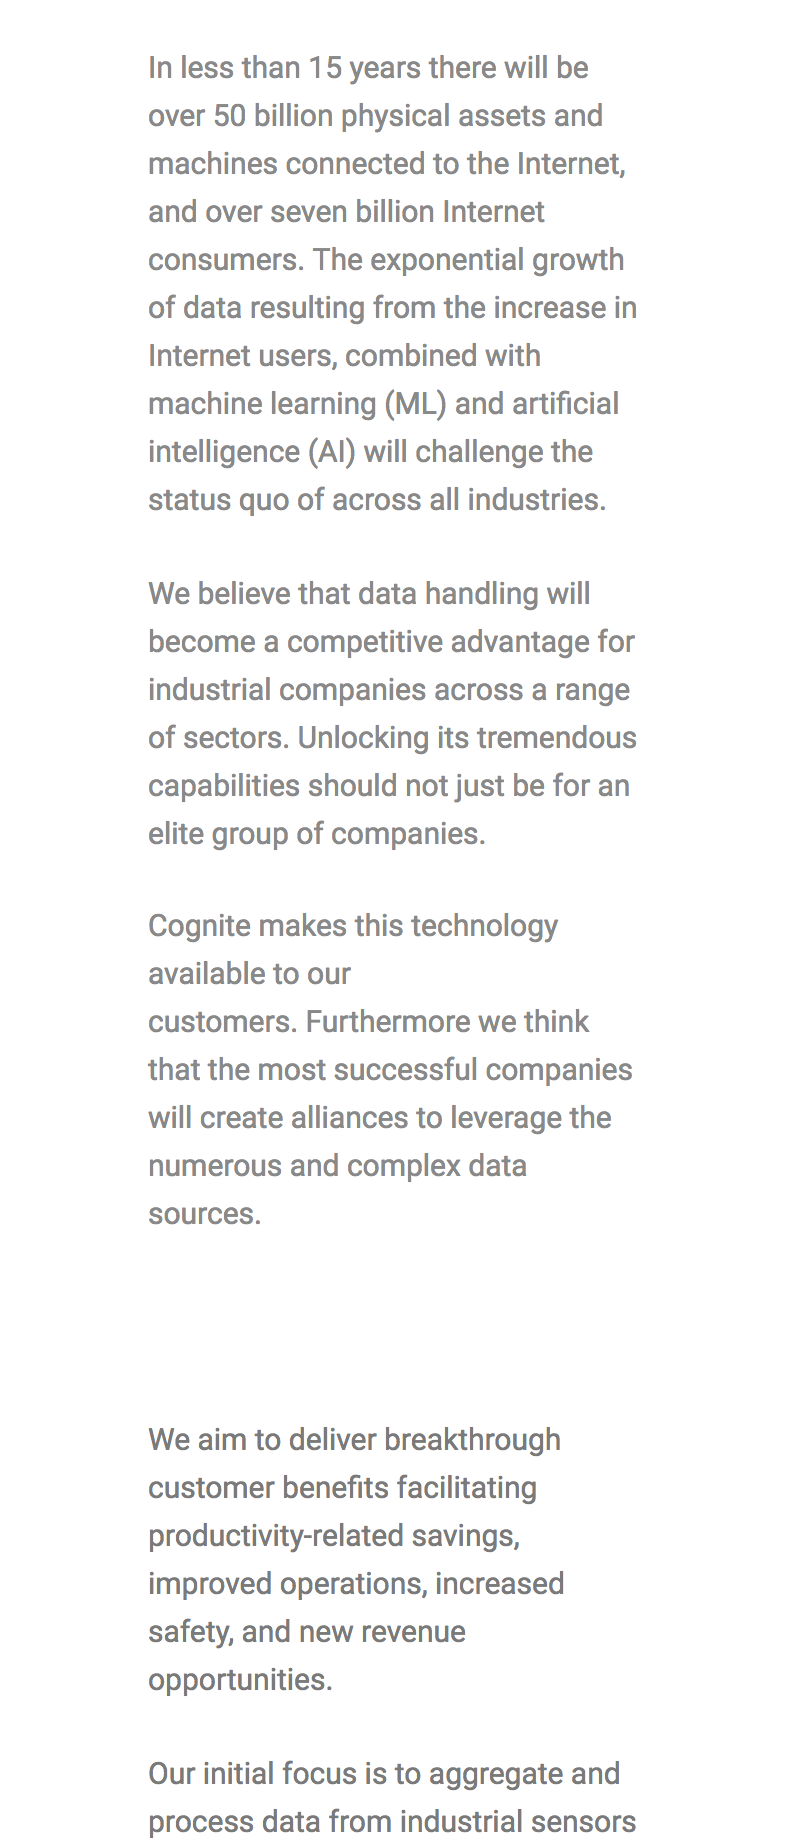 In less than 15 years there will be
over 50 billion physical assets and
machines connected to the Internet,
and over seven billion Internet
consumers. The exponential growth
of data resulting from the increase in
Internet users, combined with
machine learning (ML) and artificial
intelligence (AI) will challenge the
status quo of across all industries.
We believe that data handling will
become a competitive advantage for
industrial companies across a range
of sectors. Unlocking its tremendous
capabilities should not just be for an
elite group of companies.
Cognite makes this technology
available to our
customers. Furthermore we think
that the most successful companies
will create alliances to leverage the
numerous and complex data
sources.
We aim to deliver breakthrough
customer benefits facilitating
productivity-related savings,
improved operations, increased
safety, and new revenue
opportunities.
Our initial focus is to aggregate and
process data from industrial sensors